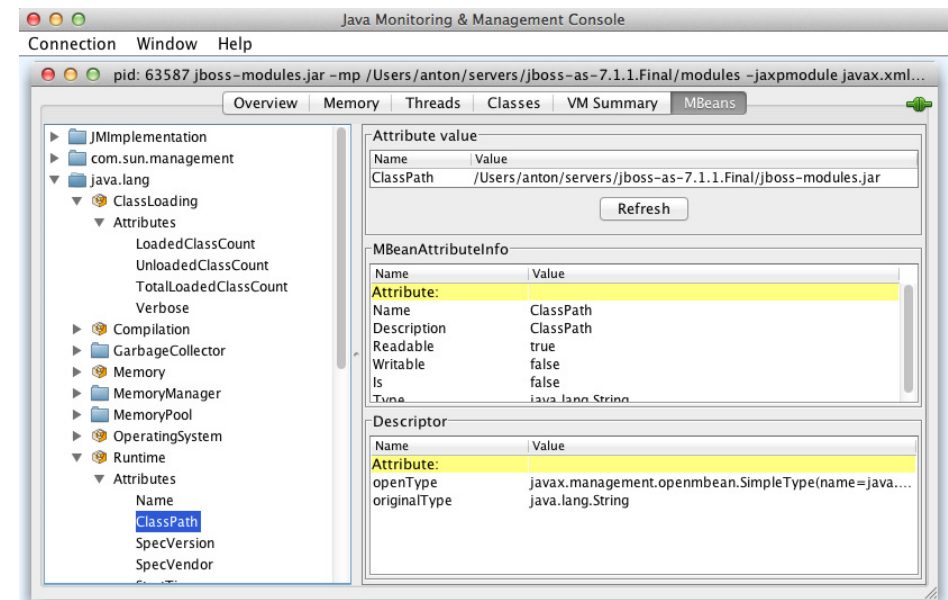 Java Monitoring & Management Console
Connection Window Help
pid: 63587 jboss-modules.jar -mp /Users/anton/servers/jboss-as-7.1.1.Final/modules -jaxpmodule javax.xml...
Overview Memory Threads Classes VM Summary MBeans
JMImplementation
com.sun.management
java.lang
ClassLoading
Attributes
LoadedClassCount
UnloadedClassCount
TotalLoadedClassCount
Verbose
Compilation
GarbageCollector
Memory
MemoryManager
MemoryPool
OperatingSystem
Runtime
Attributes
Name
ClassPath
SpecVersion
SpecVendor
Attribute value
Name Value
ClassPath /Users/anton/servers/jboss-as-7.1.1.Final/jboss-modules.jar
Refresh
MBeanAttributeInfo
Name Value
Attribute:
Name ClassPath
Description ClassPath
Readable true
Writable false
Is false
Type java.lang.String
Descriptor
Name Value
Attribute:
openType javax.management.openmbean.SimpleType(name=java....
originalType java.lang.String